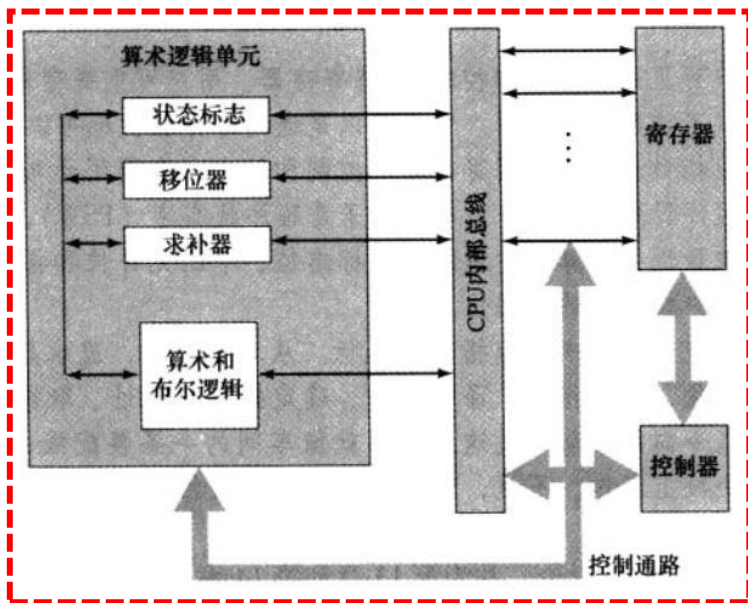 算术逻辑单元
状态标志
移位器
求补器
算术和
布尔逻辑
CPU内部总线
⋯
寄存器
控制器
控制通路